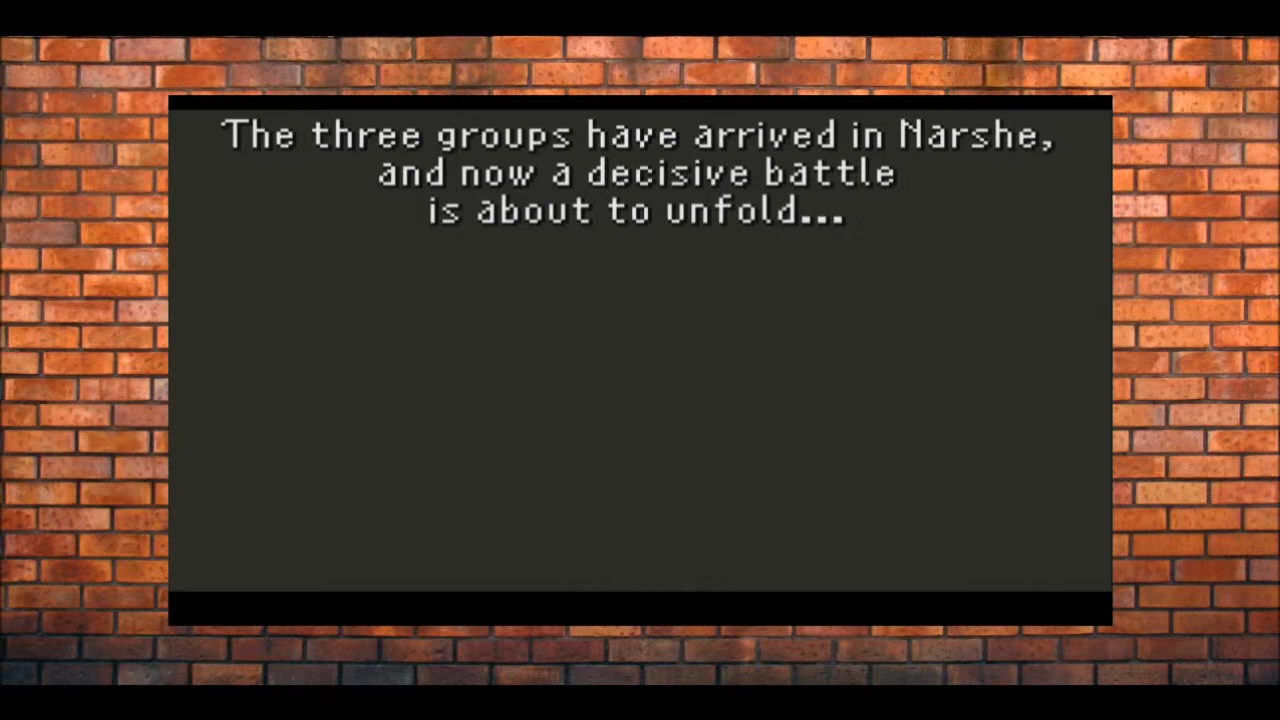 The three groups have arrived in Narshe,
and now a decisive battle
is about to unfold...